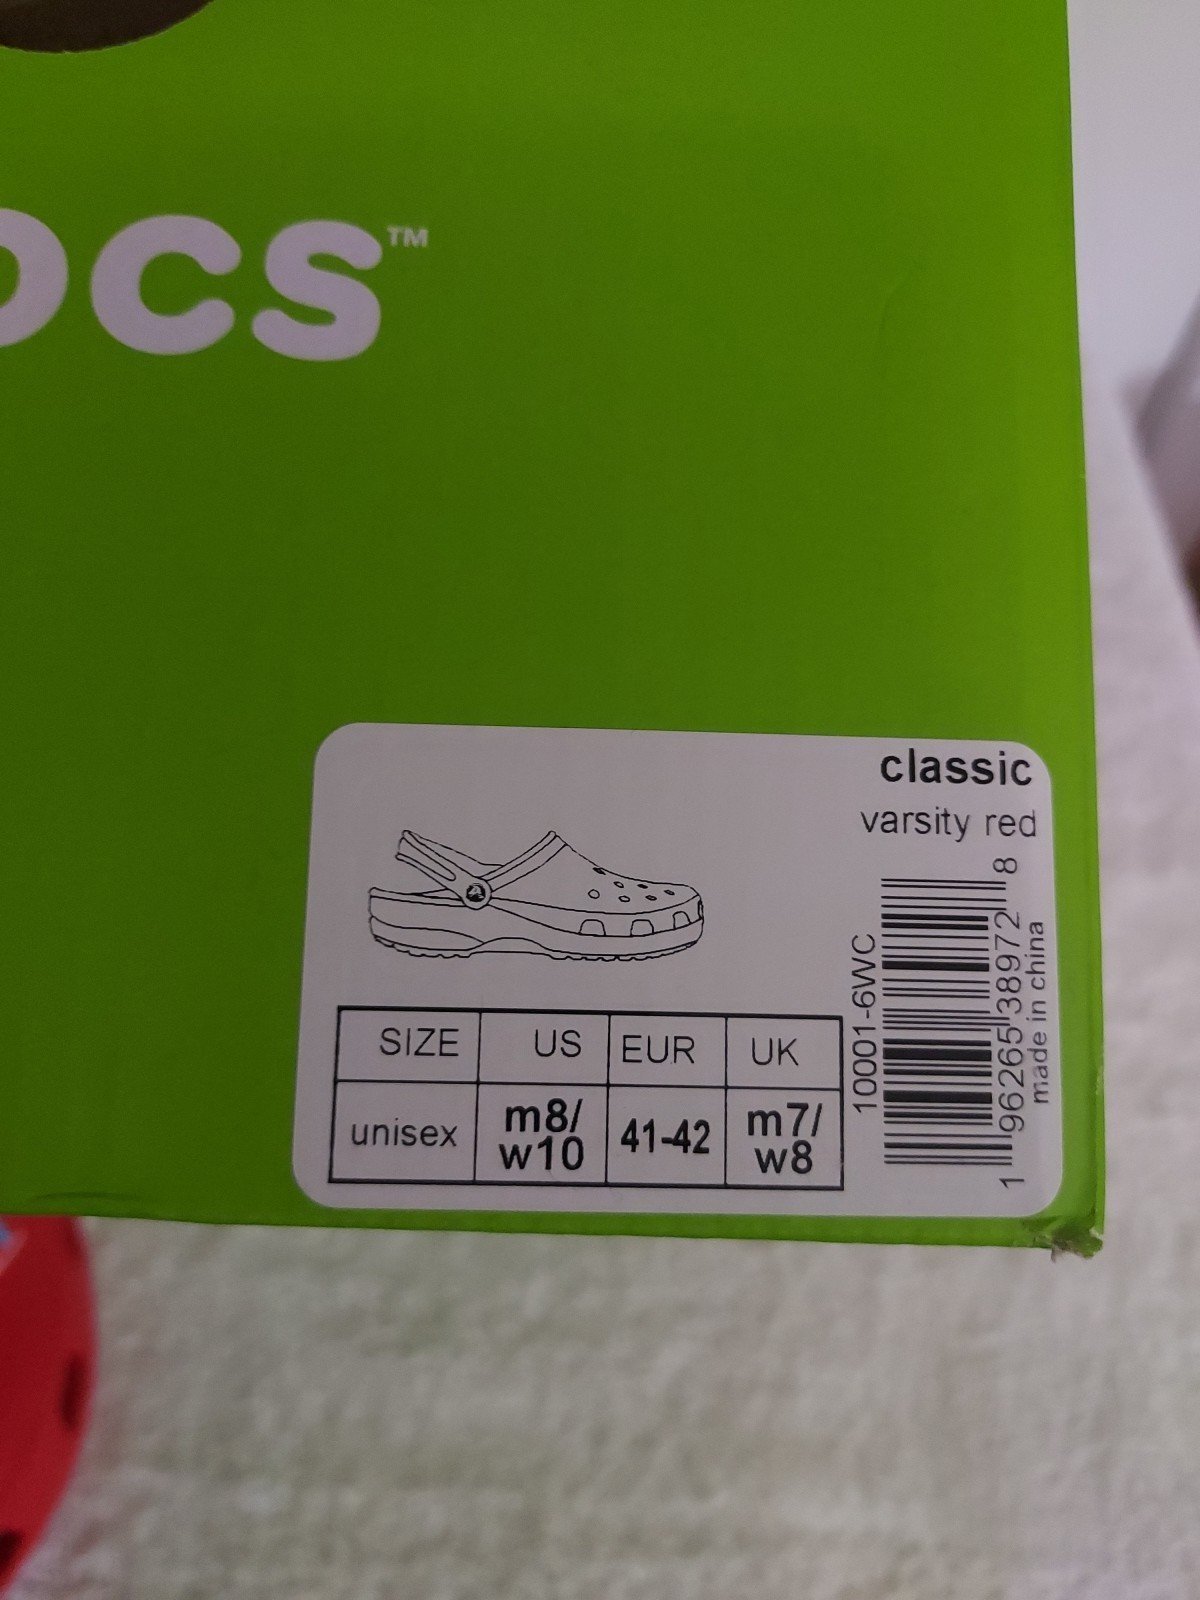 ocs™
classic
varsity red
SIZE US EUR UK
unisex m8/ w10 41-42 m7/ w8
10001-6WC
1 96265 38972 8
made in china